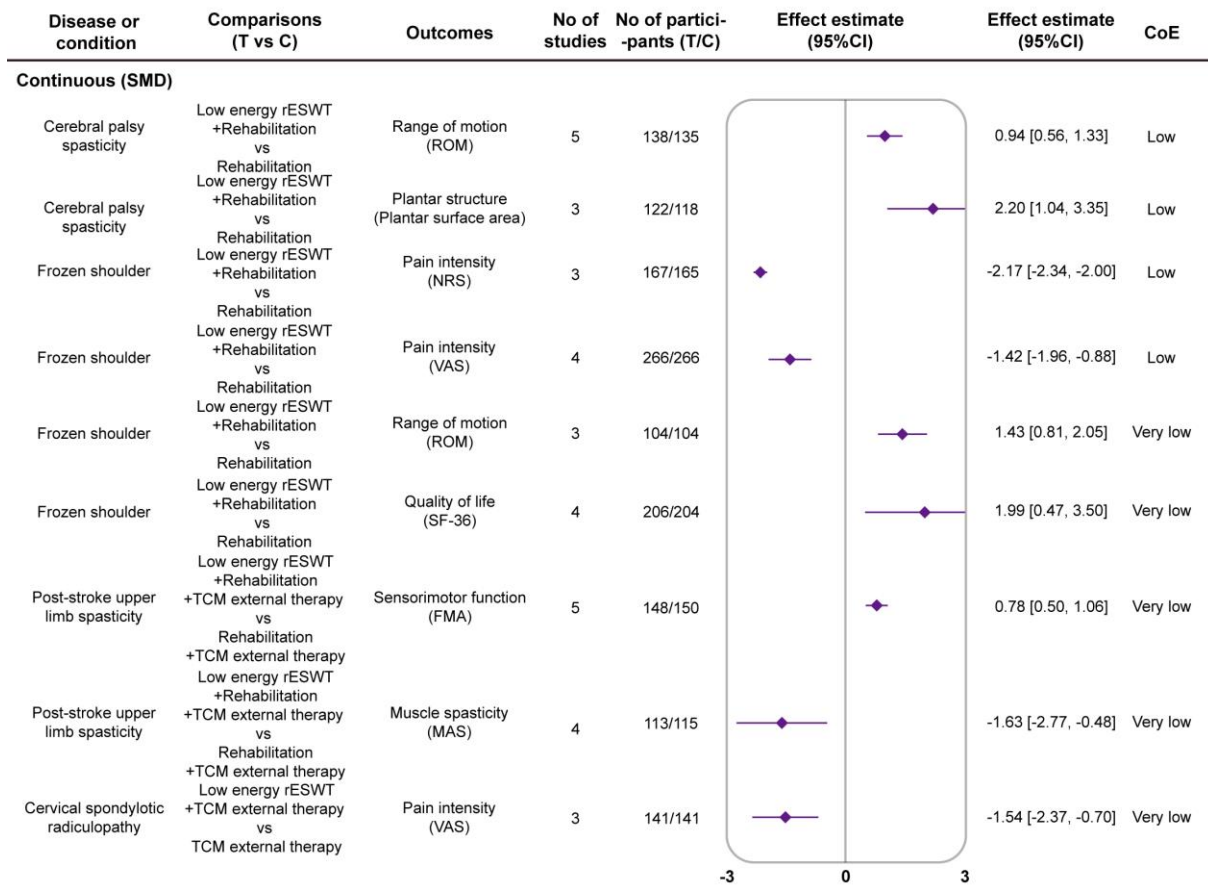 Disease or condition
Comparisons (T vs C)
Outcomes
No of studies
No of partici- -pants (T/C)
Effect estimate (95%CI)
Effect estimate (95%CI)
CoE
Continuous (SMD)
Cerebral palsy spasticity
Low energy rESWT +Rehabilitation vs Rehabilitation
Range of motion (ROM)
5
138/135
0.94 [0.56, 1.33]
Low
Cerebral palsy spasticity
Low energy rESWT +Rehabilitation vs Rehabilitation
Plantar structure (Plantar surface area)
3
122/118
2.20 [1.04, 3.35]
Low
Frozen shoulder
Low energy rESWT +Rehabilitation vs Rehabilitation
Pain intensity (NRS)
3
167/165
-2.17 [-2.34, -2.00]
Low
Frozen shoulder
Low energy rESWT +Rehabilitation vs Rehabilitation
Pain intensity (VAS)
4
266/266
-1.42 [-1.96, -0.88]
Low
Frozen shoulder
Low energy rESWT +Rehabilitation vs Rehabilitation
Range of motion (ROM)
3
104/104
1.43 [0.81, 2.05]
Very low
Frozen shoulder
Low energy rESWT +Rehabilitation vs Rehabilitation
Quality of life (SF-36)
4
206/204
1.99 [0.47, 3.50]
Very low
Post-stroke upper limb spasticity
Low energy rESWT +Rehabilitation +TCM external therapy vs Rehabilitation +TCM external therapy
Sensorimotor function (FMA)
5
148/150
0.78 [0.50, 1.06]
Very low
Post-stroke upper limb spasticity
Low energy rESWT +Rehabilitation +TCM external therapy vs Rehabilitation +TCM external therapy
Muscle spasticity (MAS)
4
113/115
-1.63 [-2.77, -0.48]
Very low
Cervical spondylotic radiculopathy
Low energy rESWT +TCM external therapy vs TCM external therapy
Pain intensity (VAS)
3
141/141
-1.54 [-2.37, -0.70]
Very low
0
3
-3
0
3